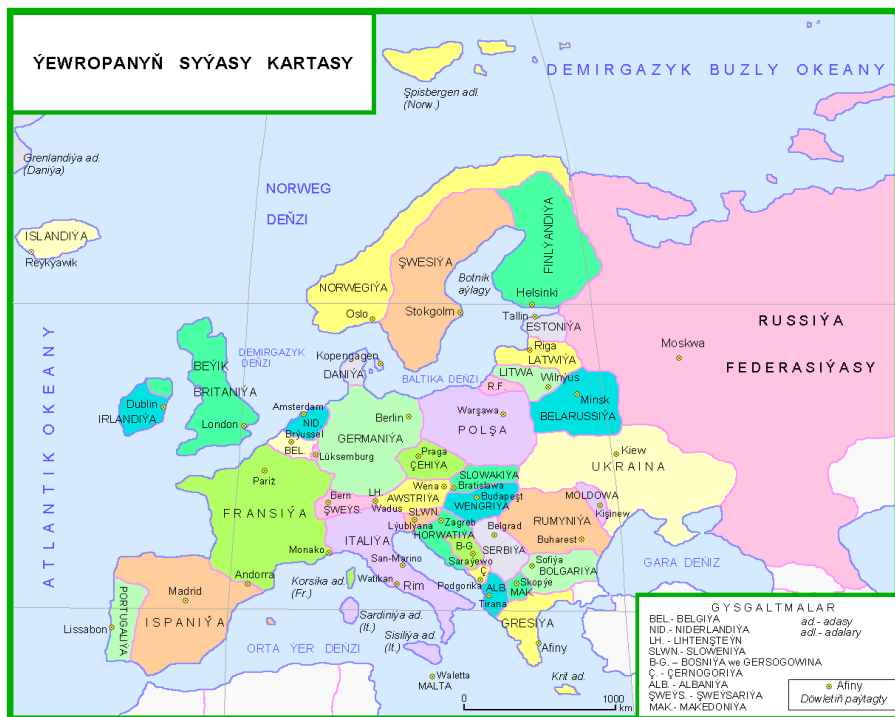 ÝEWROPANYŇ SYÝASY KARTASY
DEMIRGAZYK BUZLY OKEANY
Şpisbergen adl.
(Norw.)
Grenlandiýa ad.
(Daniýa)
NORWEG
DEŇZI
ISLANDIÝA
Reýkýawik
ŞWESIÝA
FINLÝANDIÝA
NORWEGIÝA
Botnik
aýlagy
Helsinki
Oslo
Stokgolm
Tallin
ESTONIÝA
RUSSIÝA
FEDERASIÝASY
Moskwa
ATLANTIK OKEANY
BEÝIK
BRITANIÝA
DEMIRGAZYK
DEŇZI
Kopengagen
DANIÝA
BALTIKA DEŇZI
Riga
LATWIÝA
LITWA
Wilnýus
R.F.
Minsk
BELARUSSIÝA
Dublin
IRLANDIÝA
London
Amsterdam
NID.
Brýussel
BEL.
Lüksemburg
Berlin
GERMANIÝA
Warşawa
POLŞA
Praga
ÇEHIÝA
Kiew
UKRAINA
Pariž
FRANSIÝA
Bern
ŞWEÝS.
LH.
Wadus
Wena
AWSTRIÝA
SLOWAKIÝA
Bratislawa
Budapeşt
WENGRIÝA
MOLDOWA
Kişinew
SLWN.
Lýublýana
Zagreb
HORWATIÝA
Belgrad
RUMYNIÝA
Buharest
ITALIÝA
Monako
San-Marino
B-G
Saraýewo
SERBIÝA
Sofiýa
BOLGARIÝA
GARA DEŇIZ
Andorra
Korsika ad.
(Fr.)
Watikan
Rim
Ç.
Podgorika
ALB.
Tirana
Skopýe
MAK.
PORTUGALIÝA
Madrid
ISPANIÝA
Lissabon
Sardiniýa ad.
(It.)
Sisiliýa ad.
(It.)
GRESIÝA
Afiny
ORTA ÝER DEŇZI
Waletta
MALTA
Krit ad.
0
1000
km
GYSGALTMALAR
BEL.- BELGIÝA
NID.- NIDERLANDIÝA
LH. - LIHTENŞTEÝN
SLWN.- SLOWENIÝA
B-G. – BOSNIÝA we GERSOGOWINA
Ç. - ÇERNOGORIÝA
ALB.- ALBANIÝA
ŞWEÝS.- ŞWEÝSARIÝA
MAK.- MAKEDONIÝA
ad.- adasy
adl.- adalary
Afiny
Döwletiň paýtagty